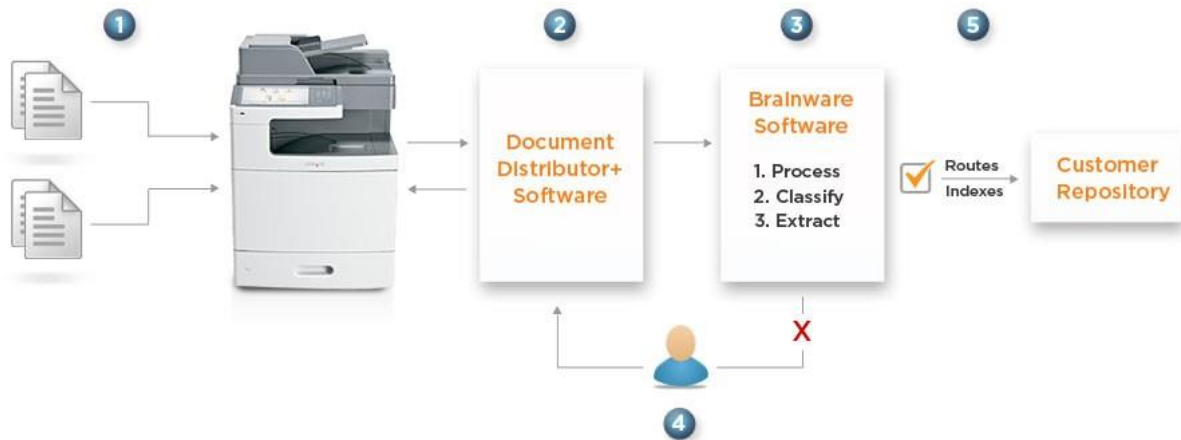 1
2
3
5
Document
Distributor+
Software
Brainware
Software
1. Process
2. Classify
3. Extract
Routes
Indexes
Customer
Repository
X
4